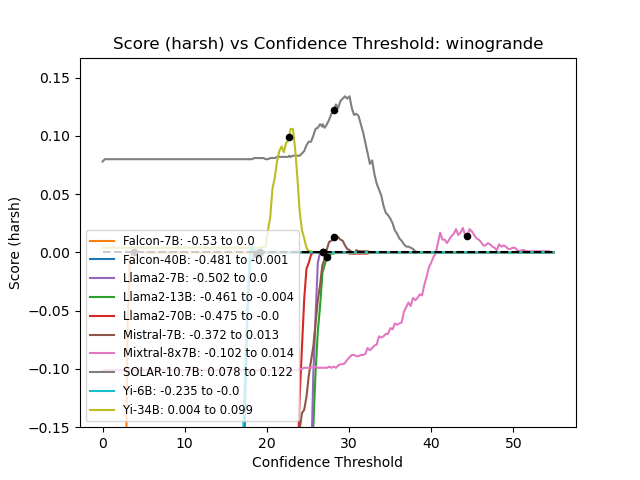 Score (harsh) vs Confidence Threshold: winogrande
Score (harsh)
0.15
0.10
0.05
0.00
−0.05
−0.10
−0.15
Falcon-7B: -0.53 to 0.0
Falcon-40B: -0.481 to -0.001
Llama2-7B: -0.502 to 0.0
Llama2-13B: -0.461 to -0.004
Llama2-70B: -0.475 to -0.0
Mistral-7B: -0.372 to 0.013
Mixtral-8x7B: -0.102 to 0.014
SOLAR-10.7B: 0.078 to 0.122
Yi-6B: -0.235 to -0.0
Yi-34B: 0.004 to 0.099
0 10 20 30 40 50
Confidence Threshold